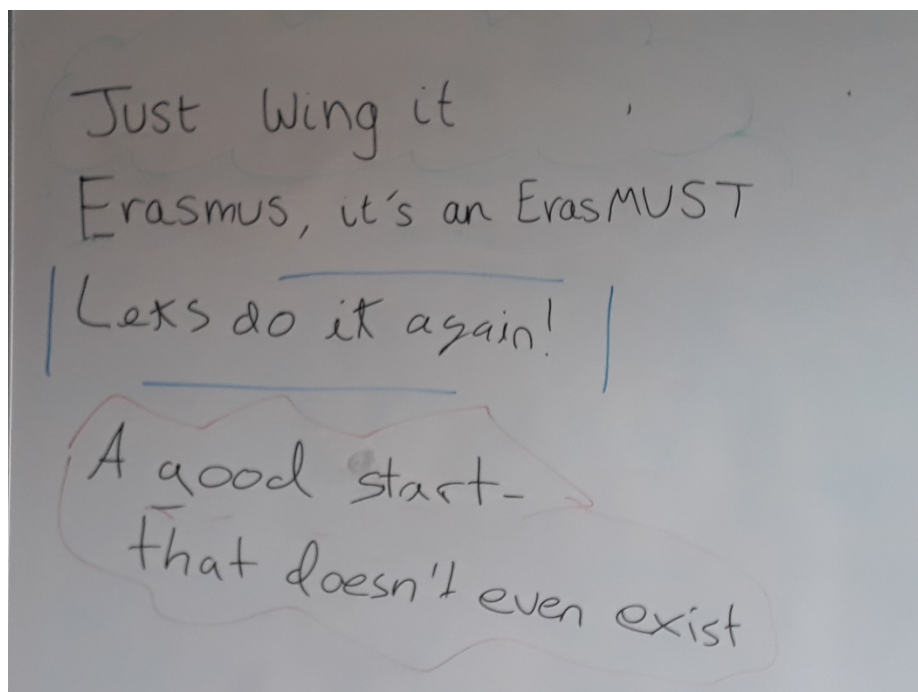 Just Wing it
Erasmus, it's an ErasMUST
Lets do it again!
A good start-
that doesn't even exist